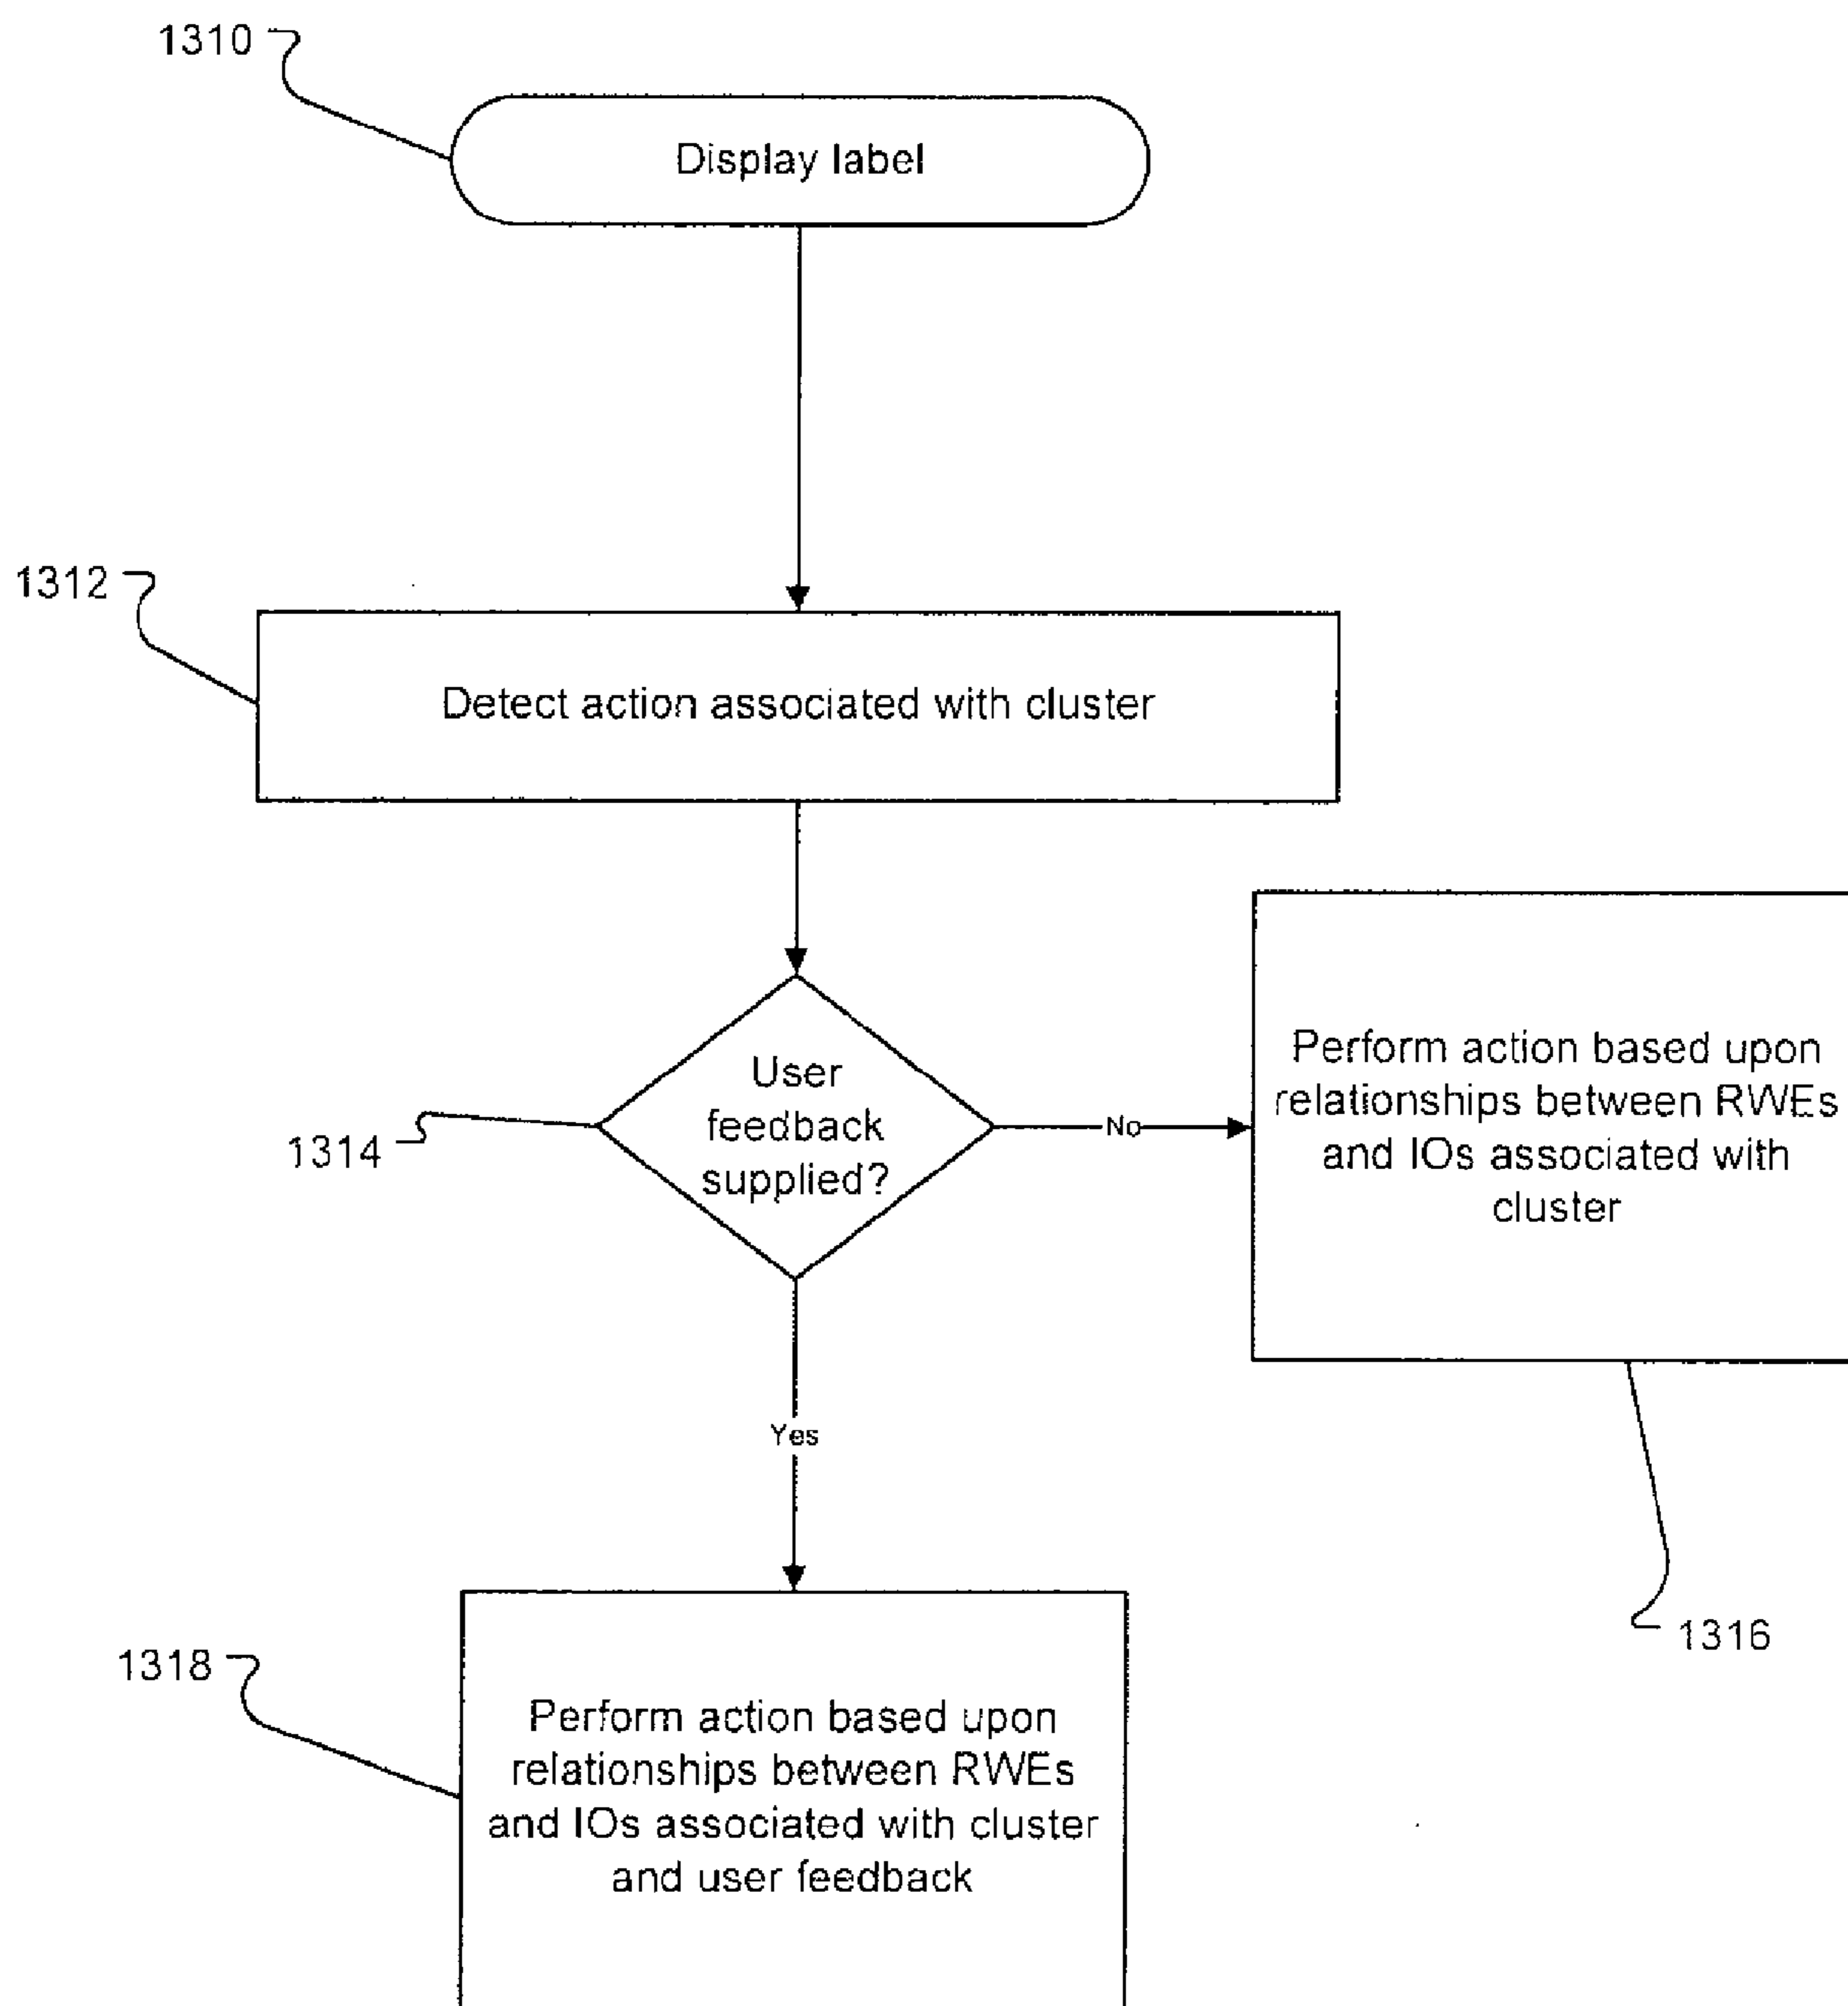 1310
Display label
1312
Detect action associated with cluster
User
feedback
supplied?
1314
No
Perform action based upon
relationships between RWEs
and IOs associated with
cluster
1316
Yes
1318
Perform action based upon
relationships between RWEs
and IOs associated with cluster
and user feedback